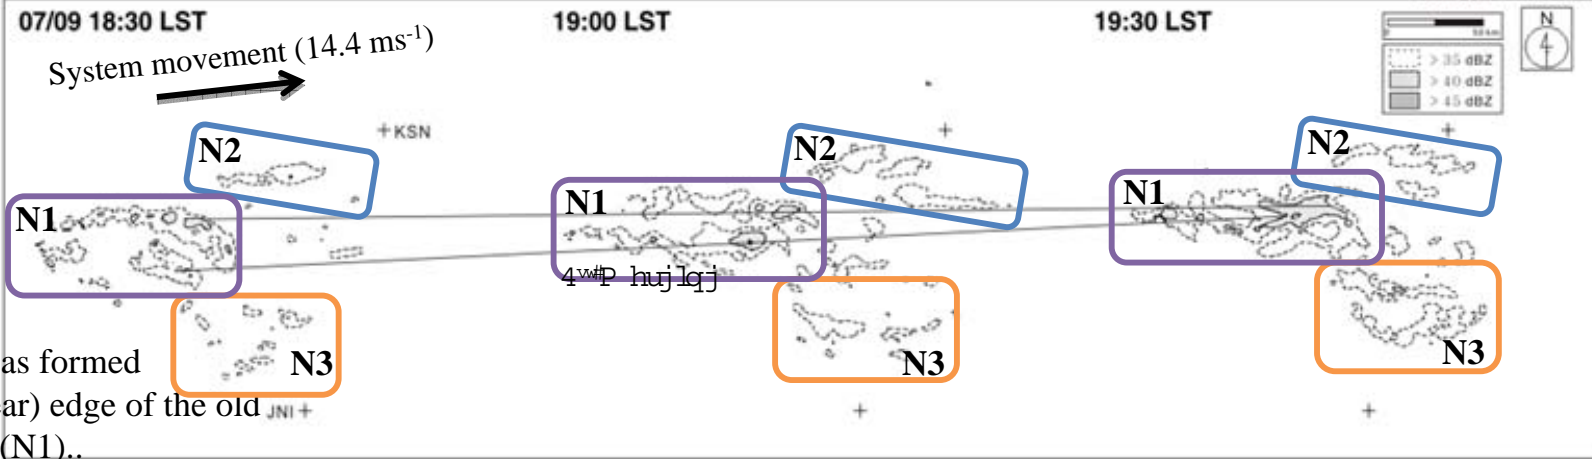 07/09 18:30 LST
19:00 LST
19:30 LST
System movement (14.4 ms-1)
N
> 35 dBZ
> 40 dBZ
> 45 dBZ
KSN
N2
N2
N2
N1
N1
N1
4vw#P hujlqj
N3
N3
N3
as formed
ar) edge of the old
JNI
(N1)..